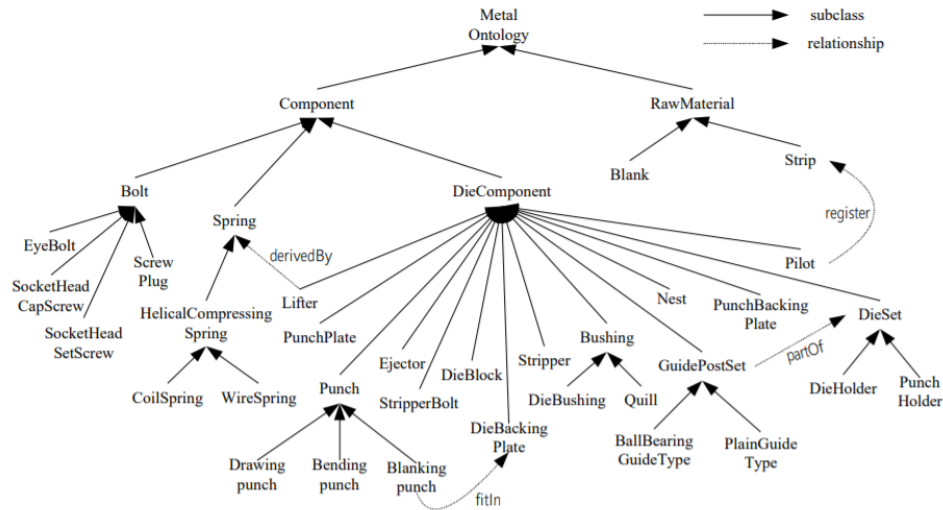 Metal
Ontology
subclass
relationship
Component
RawMaterial
Blank
Strip
Bolt
Spring
DieComponent
register
EyeBolt
derivedBy
Screw
Plug
Pilot
SocketHead
CapScrew
HelicalCompressing
Spring
Lifter
Nest
PunchBacking
Plate
DieSet
SocketHead
SetScrew
PunchPlate
Ejector
Stripper
Bushing
partOf
GuidePostSet
CoilSpring
WireSpring
Punch
StripperBolt
DieBlock
DieBushing
Quill
DieHolder
Punch
Holder
DieBacking
Plate
BallBearing
GuideType
PlainGuide
Type
Drawing
punch
Bending
punch
Blanking
punch
fitIn